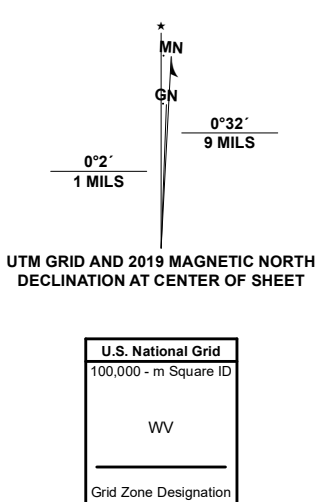 ★
MN
GN
0°32´
9 MILS
0°2´
1 MILS
UTM GRID AND 2019 MAGNETIC NORTH
DECLINATION AT CENTER OF SHEET
U.S. National Grid
100,000 - m Square ID
WV
Grid Zone Designation